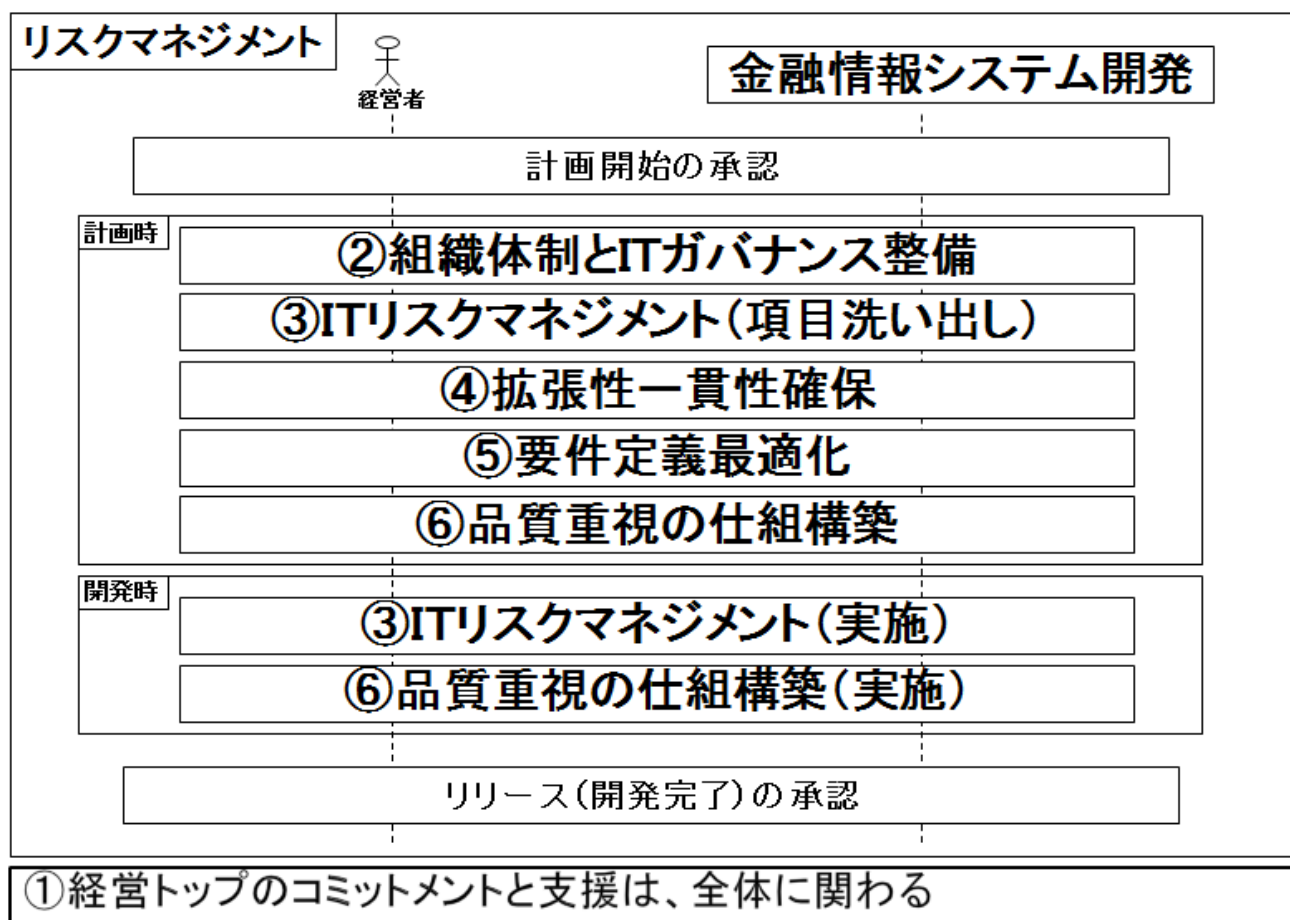 リスクマネジメント
経営者
金融情報システム開発
計画開始の承認
計画時
②組織体制とITガバナンス整備
③ITリスクマネジメント(項目洗い出し)
④拡張性一貫性確保
⑤要件定義最適化
⑥品質重視の仕組構築
開発時
③ITリスクマネジメント(実施)
⑥品質重視の仕組構築(実施)
リリース(開発完了)の承認
①経営トップのコミットメントと支援は、全体に関わる